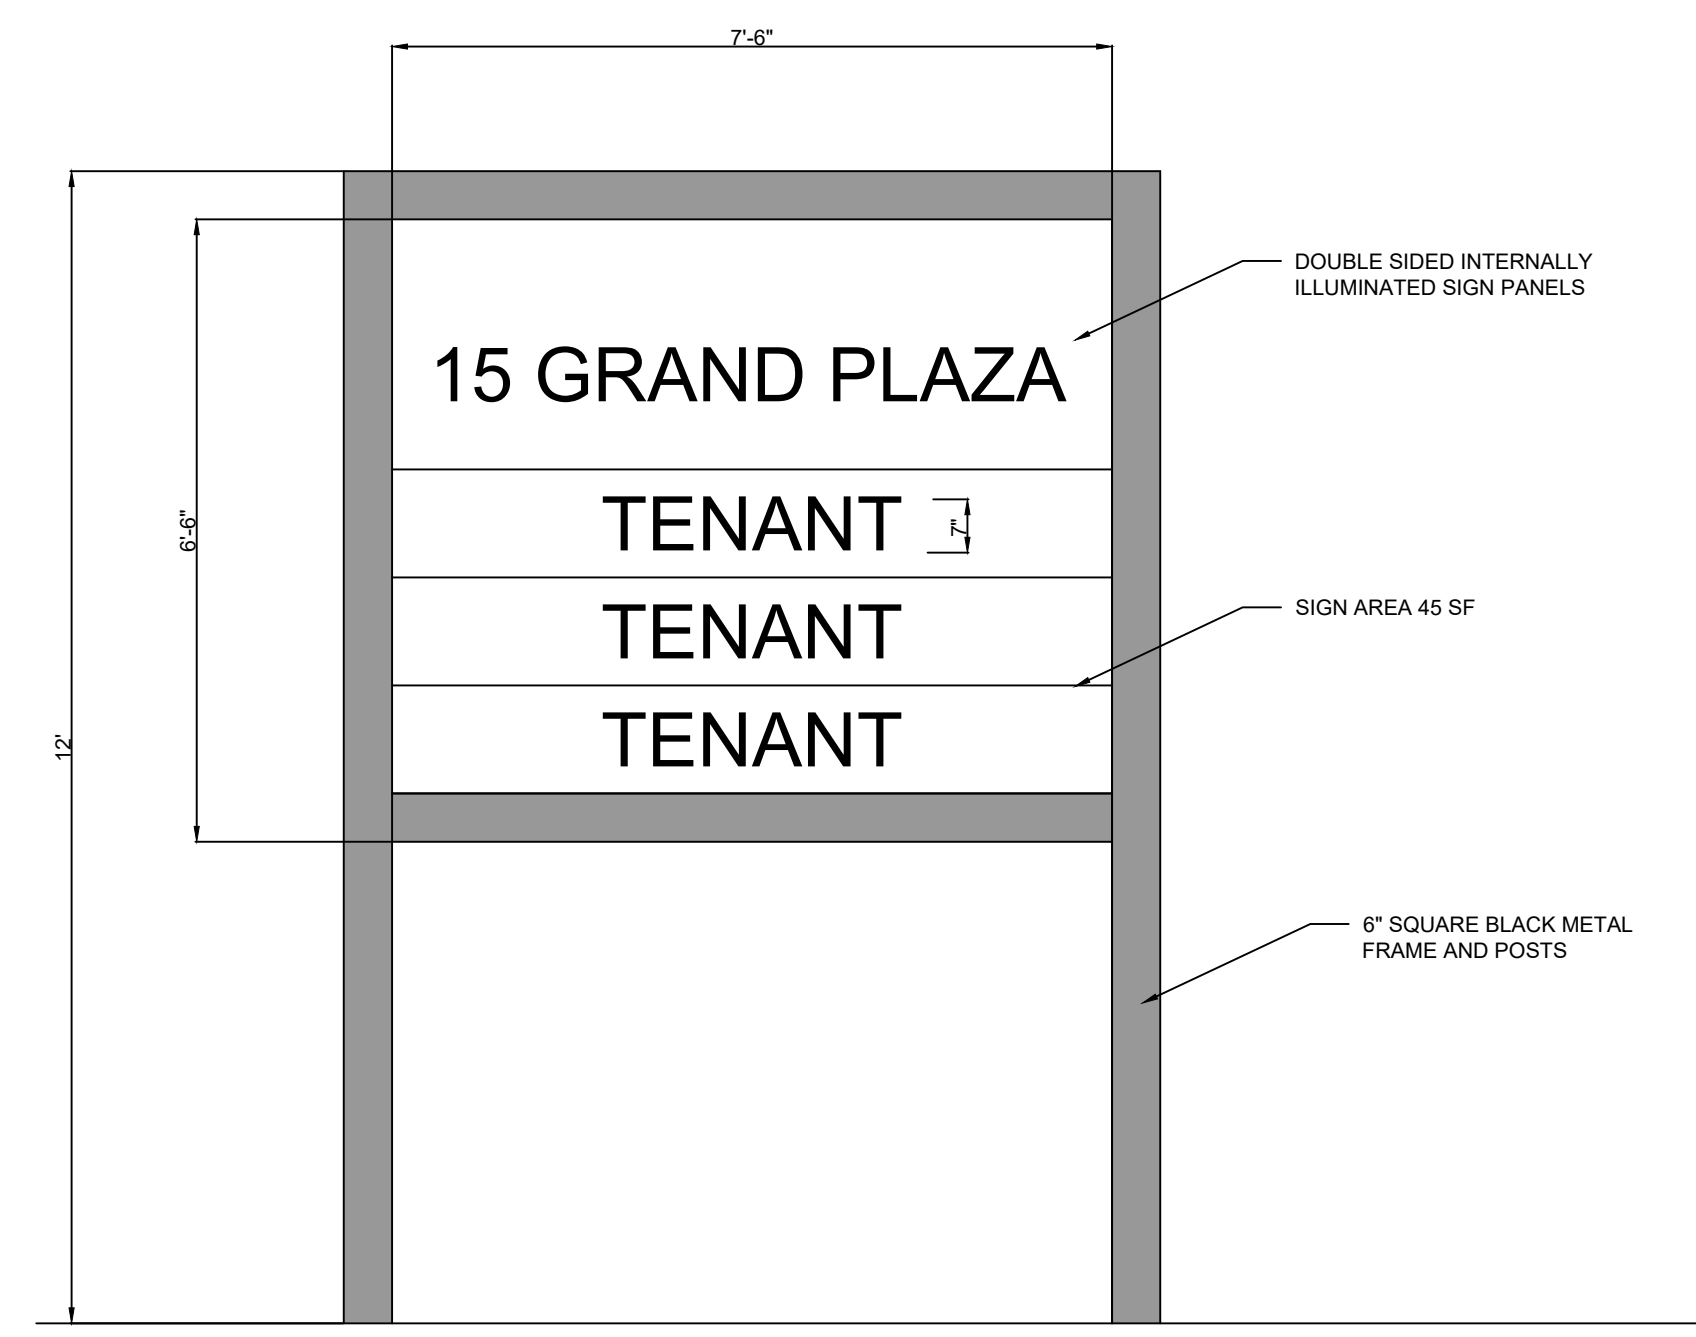 7'-6"
DOUBLE SIDED INTERNALLY
ILLUMINATED SIGN PANELS
15 GRAND PLAZA
6'-6"
TENANT
7"
TENANT
SIGN AREA 45 SF
TENANT
12'
6" SQUARE BLACK METAL
FRAME AND POSTS